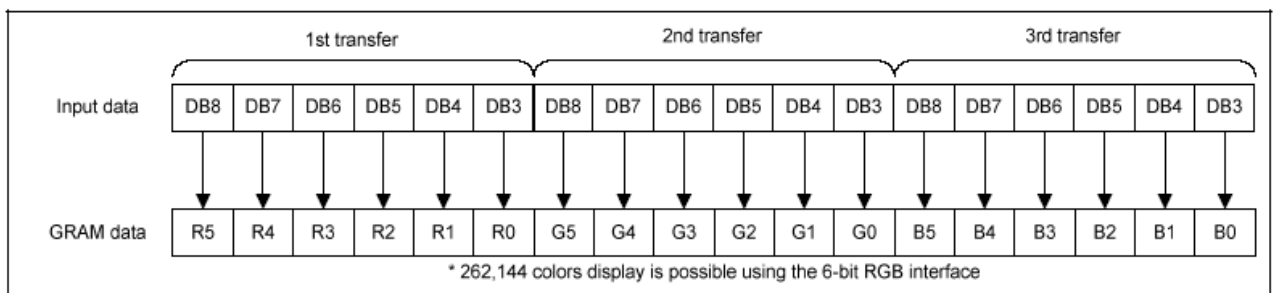 1st transfer 2nd transfer 3rd transfer
Input data DB8 DB7 DB6 DB5 DB4 DB3 DB8 DB7 DB6 DB5 DB4 DB3 DB8 DB7 DB6 DB5 DB4 DB3
GRAM data R5 R4 R3 R2 R1 R0 G5 G4 G3 G2 G1 G0 B5 B4 B3 B2 B1 B0
* 262,144 colors display is possible using the 6-bit RGB interface